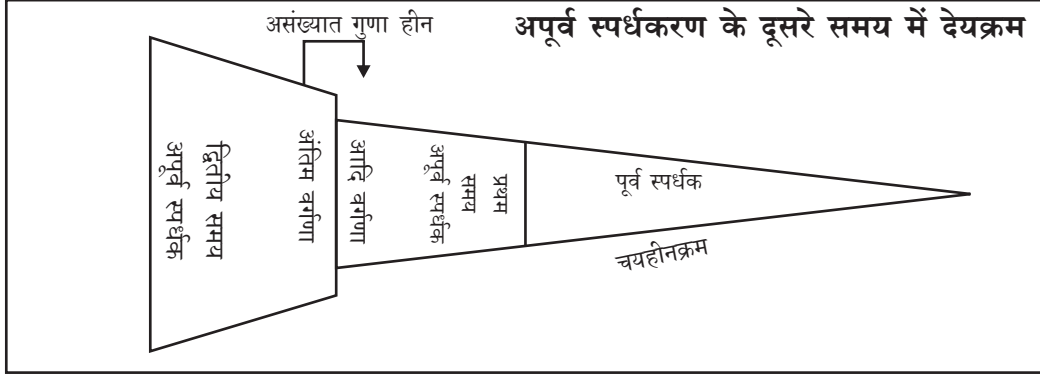 अपूर्व स्पर्धकरण के दूसरे समय में देयक्रम
असंख्यात गुणा हीन
द्वितीय समय
अपूर्व स्पर्धक
अंतिम वर्गणा
आदि वर्गणा
प्रथम
समय
अपूर्व स्पर्धक
पूर्व स्पर्धक
चयहीनक्रम